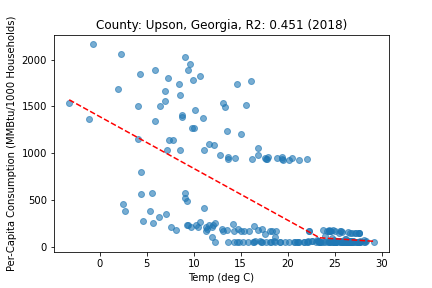 County: Upson, Georgia, R2: 0.451 (2018)
Per-Capita Consumption (MMBtu/1000 Households)
2000
1500
1000
500
0
0 5 10 15 20 25 30
Temp (deg C)